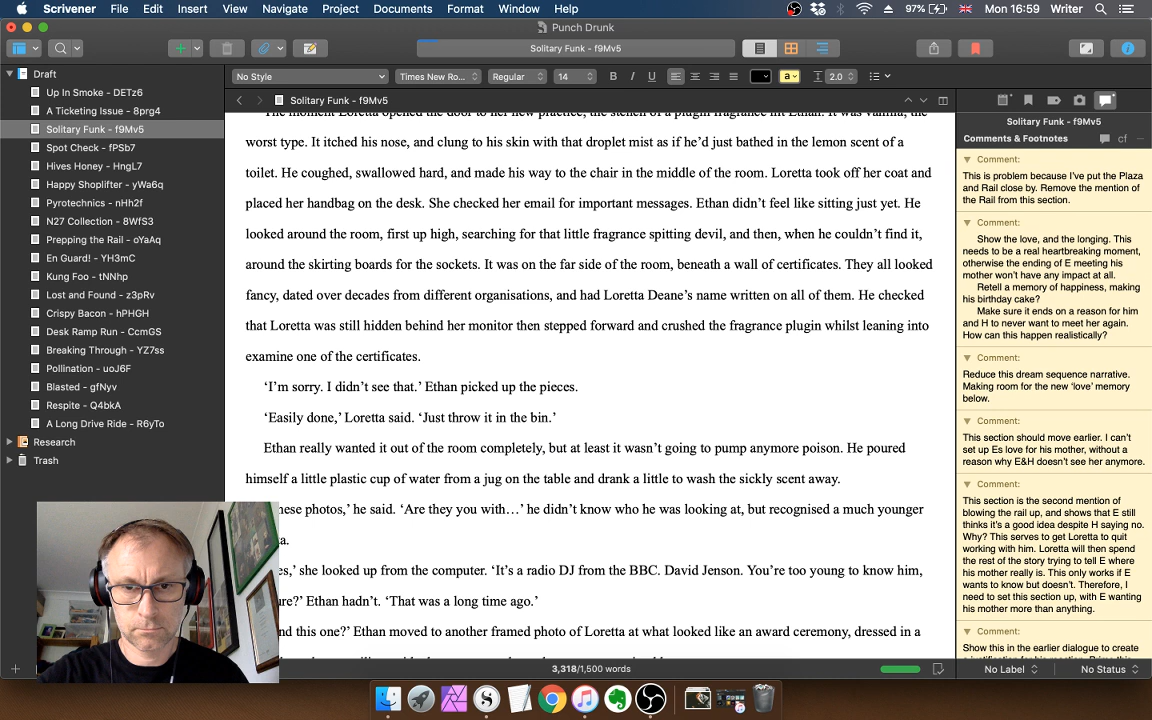 Scrivener File Edit Insert View Navigate Project Documents Format Window Help 97% Mon 16:59 Writer
Punch Drunk
Solitary Funk - f9Mv5
No Style Times New Ro... Regular 14 B I U a 2.0
Draft
Up In Smoke - DETz6
A Ticketing Issue - 8prg4
Solitary Funk - f9Mv5
Spot Check - fPSb7
Hives Honey - HngL7
Happy Shoplifter - yWa6q
Pyrotechnics - nHh2f
N27 Collection - 8WfS3
Prepping the Rail - oYaAq
En Guard! - YH3mC
Kung Foo - tNNhp
Lost and Found - z3pRv
Crispy Bacon - hPHGH
Desk Ramp Run - CcmGS
Breaking Through - YZ7ss
Pollination - uoJ6F
Blasted - gfNyv
Respite - Q4bkA
A Long Drive Ride - R6yTo
Research
Trash
Solitary Funk - f9Mv5
The moment Loretta opened the door to her new practice, the stench of a plugin fragrance hit Ethan. It was vanilla, the
worst type. It itched his nose, and clung to his skin with that droplet mist as if he’d just bathed in the lemon scent of a
toilet. He coughed, swallowed hard, and made his way to the chair in the middle of the room. Loretta took off her coat and
placed her handbag on the desk. She checked her email for important messages. Ethan didn’t feel like sitting just yet. He
looked around the room, first up high, searching for that little fragrance spitting devil, and then, when he couldn’t find it,
around the skirting boards for the sockets. It was on the far side of the room, beneath a wall of certificates. They all looked
fancy, dated over decades from different organisations, and had Loretta Deane’s name written on all of them. He checked
that Loretta was still hidden behind her monitor then stepped forward and crushed the fragrance plugin whilst leaning into
examine one of the certificates.
‘I’m sorry. I didn’t see that.’ Ethan picked up the pieces.
‘Easily done,’ Loretta said. ‘Just throw it in the bin.’
Ethan really wanted it out of the room completely, but at least it wasn’t going to pump anymore poison. He poured
himself a little plastic cup of water from a jug on the table and drank a little to wash the sickly scent away.
hese photos,’ he said. ‘Are they you with…’ he didn’t know who he was looking at, but recognised a much younger
a.
es,’ she looked up from the computer. ‘It’s a radio DJ from the BBC. David Jenson. You’re too young to know him,
ure?’ Ethan hadn’t. ‘That was a long time ago.’
nd this one?’ Ethan moved to another framed photo of Loretta at what looked like an award ceremony, dressed in a
3,318/1,500 words
Solitary Funk - f9Mv5
Comments & Footnotes cf
Comment:
This is problem because I’ve put the Plaza
and Rail close by. Remove the mention of
the Rail from this section.
Comment:
Show the love, and the longing. This
needs to be a real heartbreaking moment,
otherwise the ending of E meeting his
mother won’t have any impact at all.
Retell a memory of happiness, making
his birthday cake?
Make sure it ends on a reason for him
and H to never want to meet her again.
How can this happen realistically?
Comment:
Reduce this dream sequence narrative.
Making room for the new ‘love’ memory
below.
Comment:
This section should move earlier. I can’t
set up Es love for his mother, without a
reason why E&H doesn’t see her anymore.
Comment:
This section is the second mention of
blowing the rail up, and shows that E still
thinks it’s a good idea despite H saying no.
Why? This serves to get Loretta to quit
working with him. Loretta will then spend
the rest of the story trying to tell E where
his mother really is. This only works if E
wants to know but doesn’t. Therefore, I
need to set this section up, with E wanting
his mother more than anything.
Comment:
Show this in the earlier dialogue to create
No Label No Status